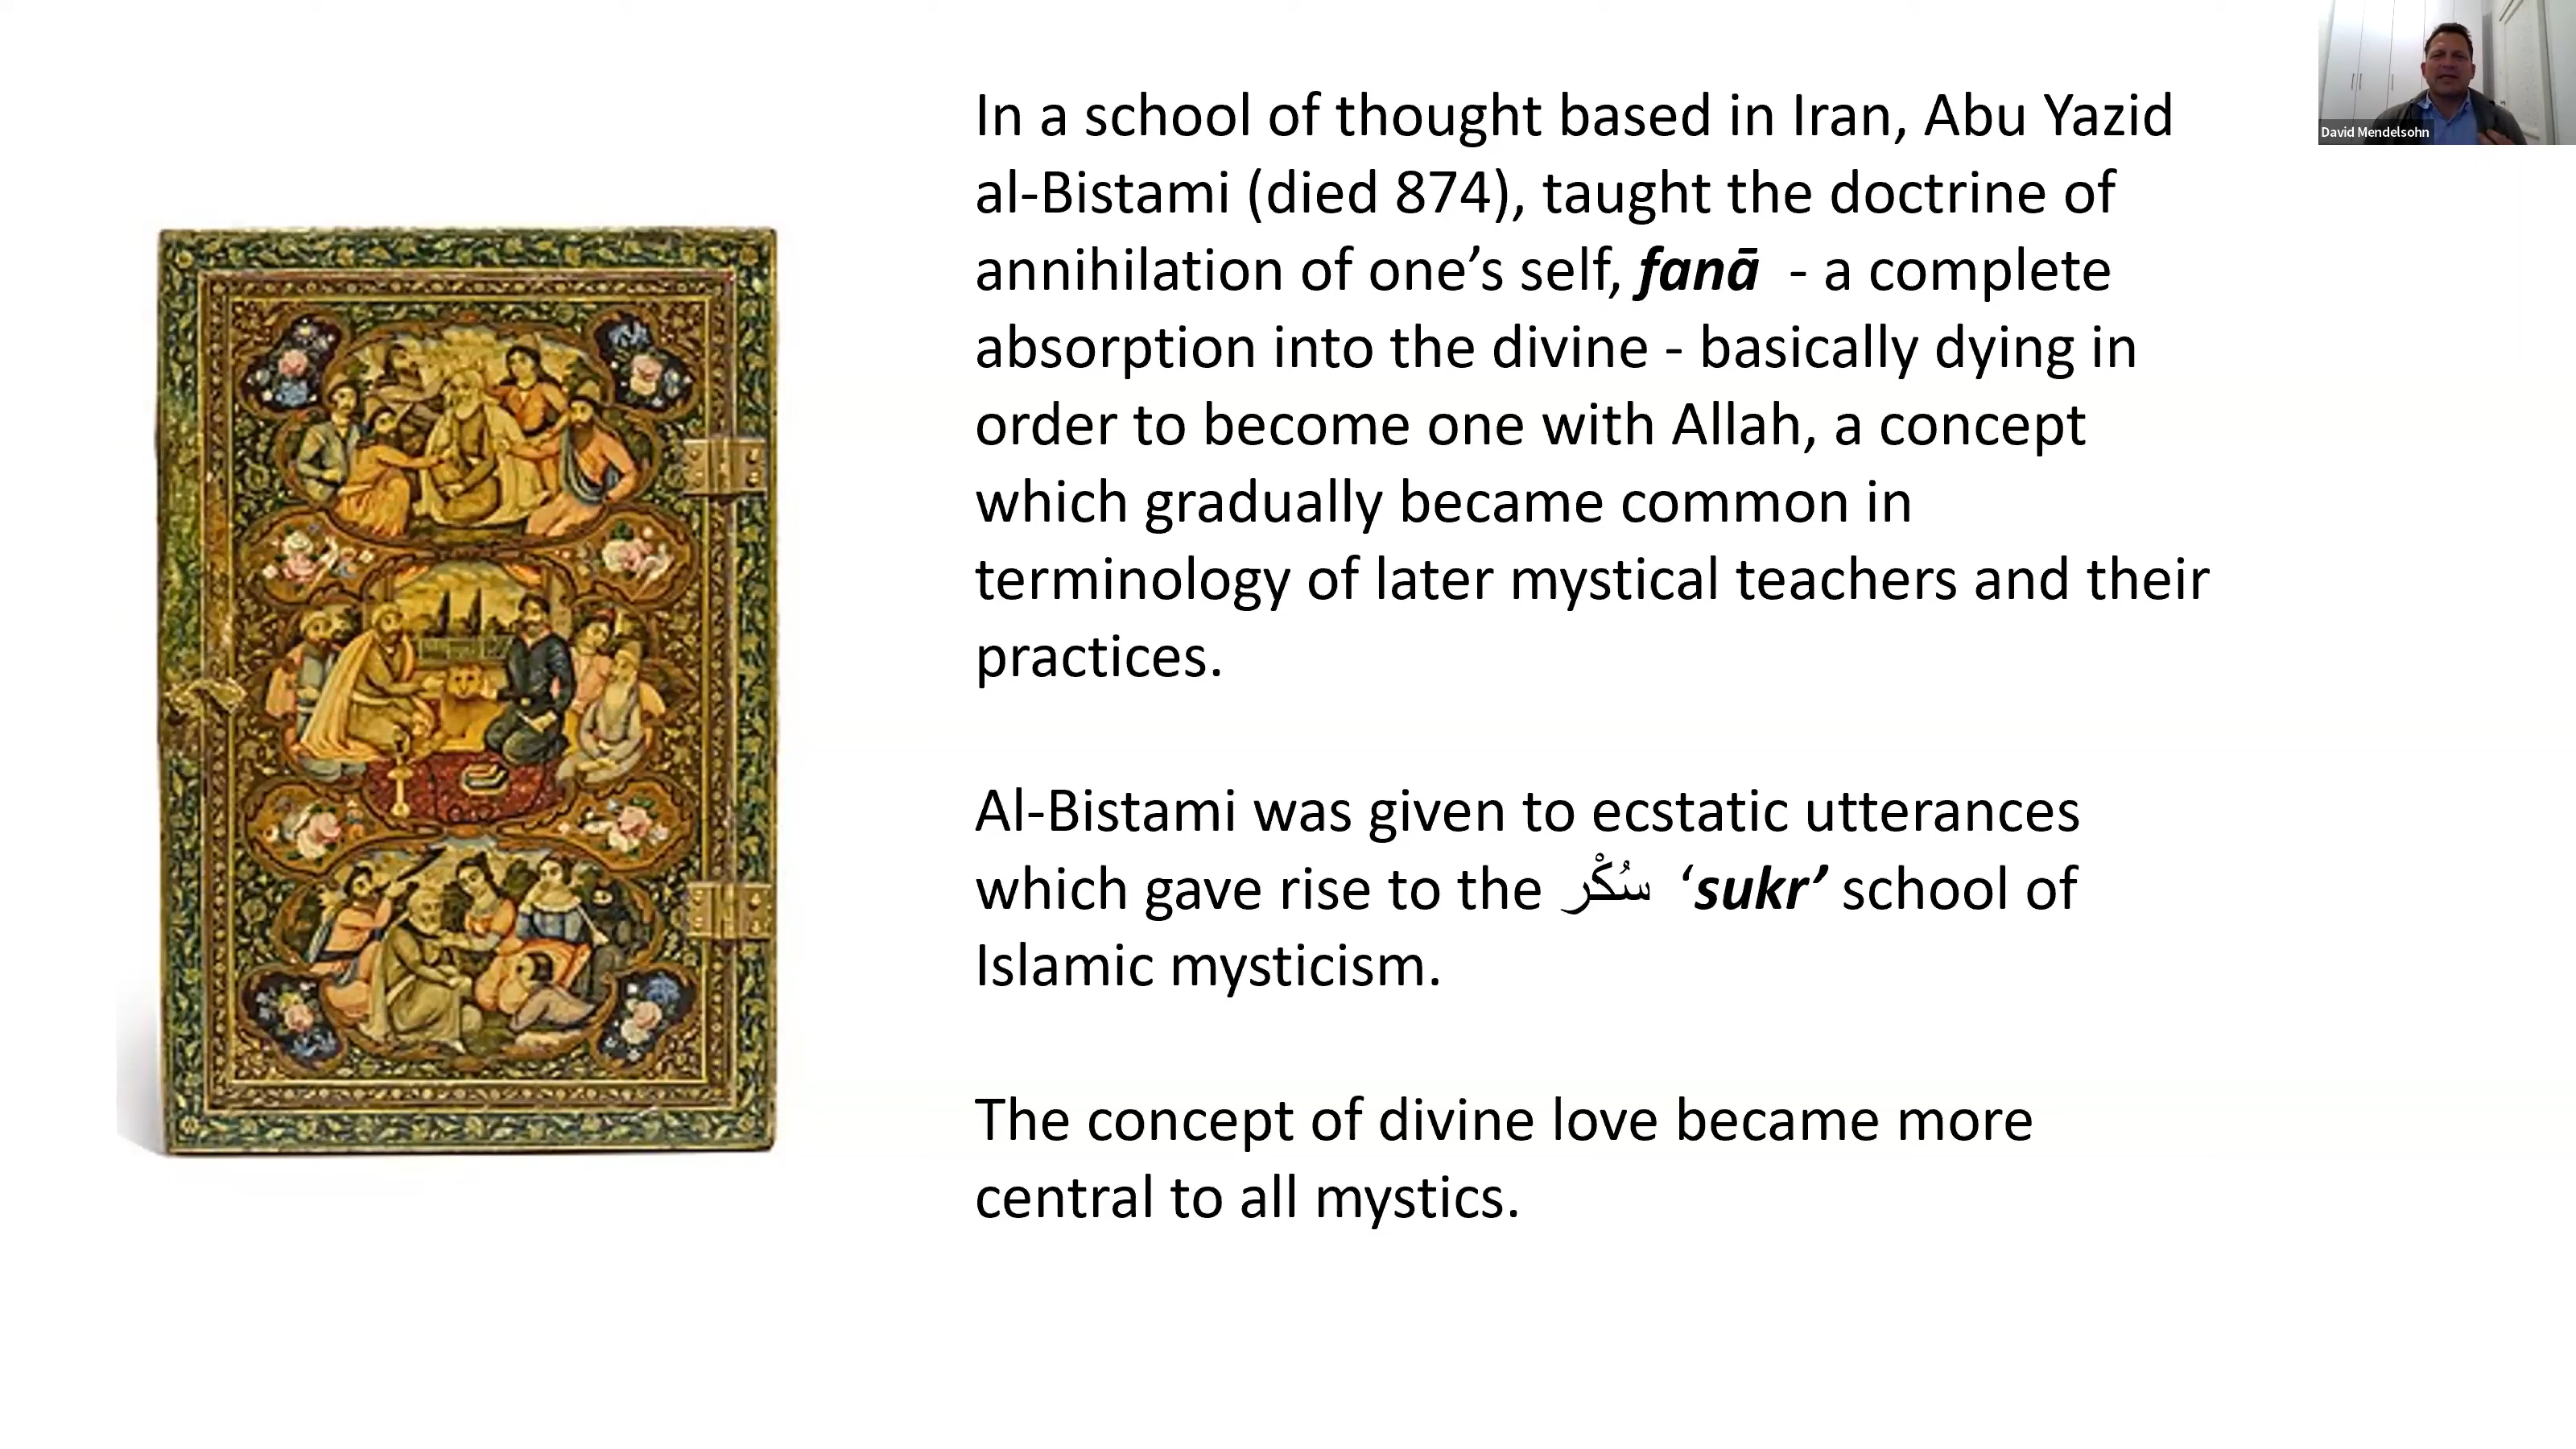 In a school of thought based in Iran, Abu Yazid
al-Bistami (died 874), taught the doctrine of
annihilation of one’s self, fanā - a complete
absorption into the divine - basically dying in
order to become one with Allah, a concept
which gradually became common in
terminology of later mystical teachers and their
practices.
Al-Bistami was given to ecstatic utterances
which gave rise to the سُكْر ‘sukr’ school of
Islamic mysticism.
The concept of divine love became more
central to all mystics.
David Mendelsohn